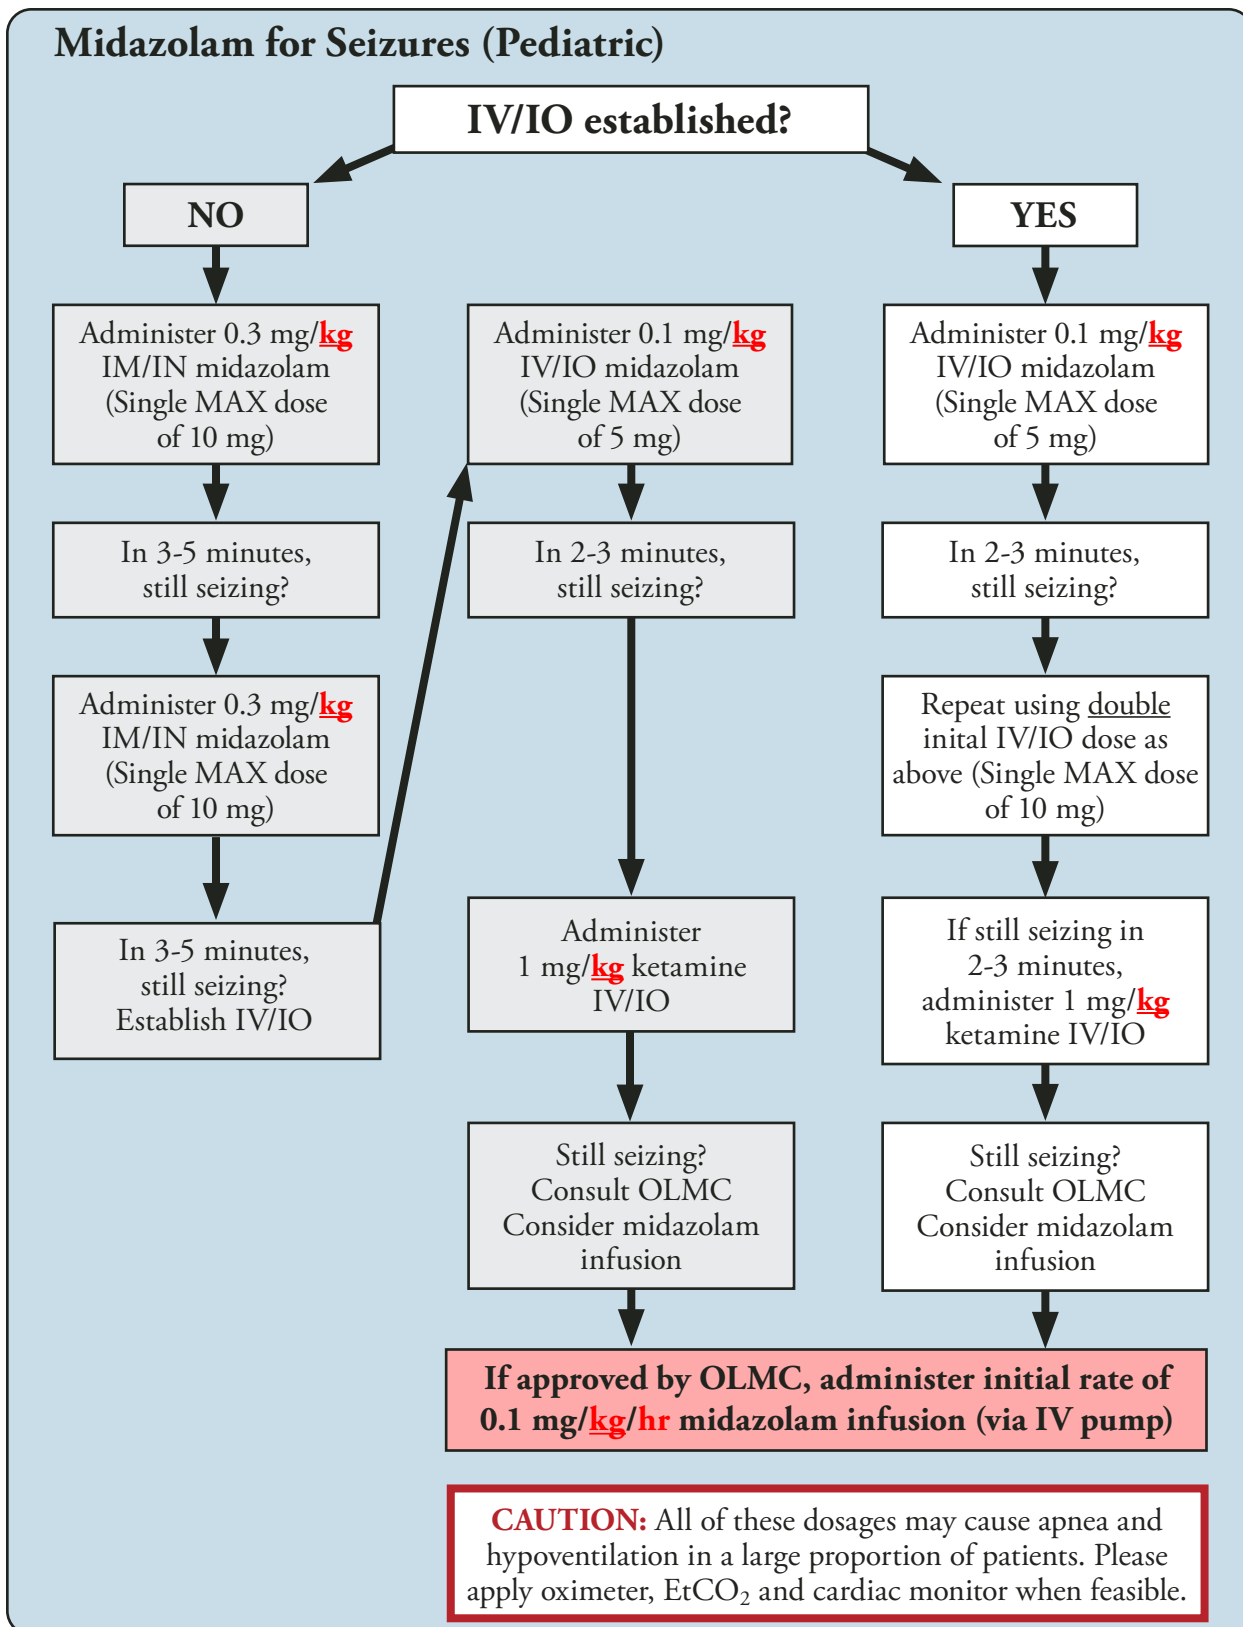 Midazolam for Seizures (Pediatric)
IV/IO established?
NO
Administer 0.3 mg/kg
IM/IN midazolam
(Single MAX dose
of 10 mg)
In 3-5 minutes,
still seizing?
Administer 0.3 mg/kg
IM/IN midazolam
(Single MAX dose
of 10 mg)
In 3-5 minutes,
still seizing?
Establish IV/IO
Administer 0.1 mg/kg
IV/IO midazolam
(Single MAX dose
of 5 mg)
In 2-3 minutes,
still seizing?
Administer
1 mg/kg ketamine
IV/IO
Still seizing?
Consult OLMC
Consider midazolam
infusion
YES
Administer 0.1 mg/kg
IV/IO midazolam
(Single MAX dose
of 5 mg)
In 2-3 minutes,
still seizing?
Repeat using double
inital IV/IO dose as
above (Single MAX dose
of 10 mg)
If still seizing in
2-3 minutes,
administer 1 mg/kg
ketamine IV/IO
Still seizing?
Consult OLMC
Consider midazolam
infusion
If approved by OLMC, administer initial rate of
0.1 mg/kg/hr midazolam infusion (via IV pump)
CAUTION: All of these dosages may cause apnea and
hypoventilation in a large proportion of patients. Please
apply oximeter, EtCO₂ and cardiac monitor when feasible.